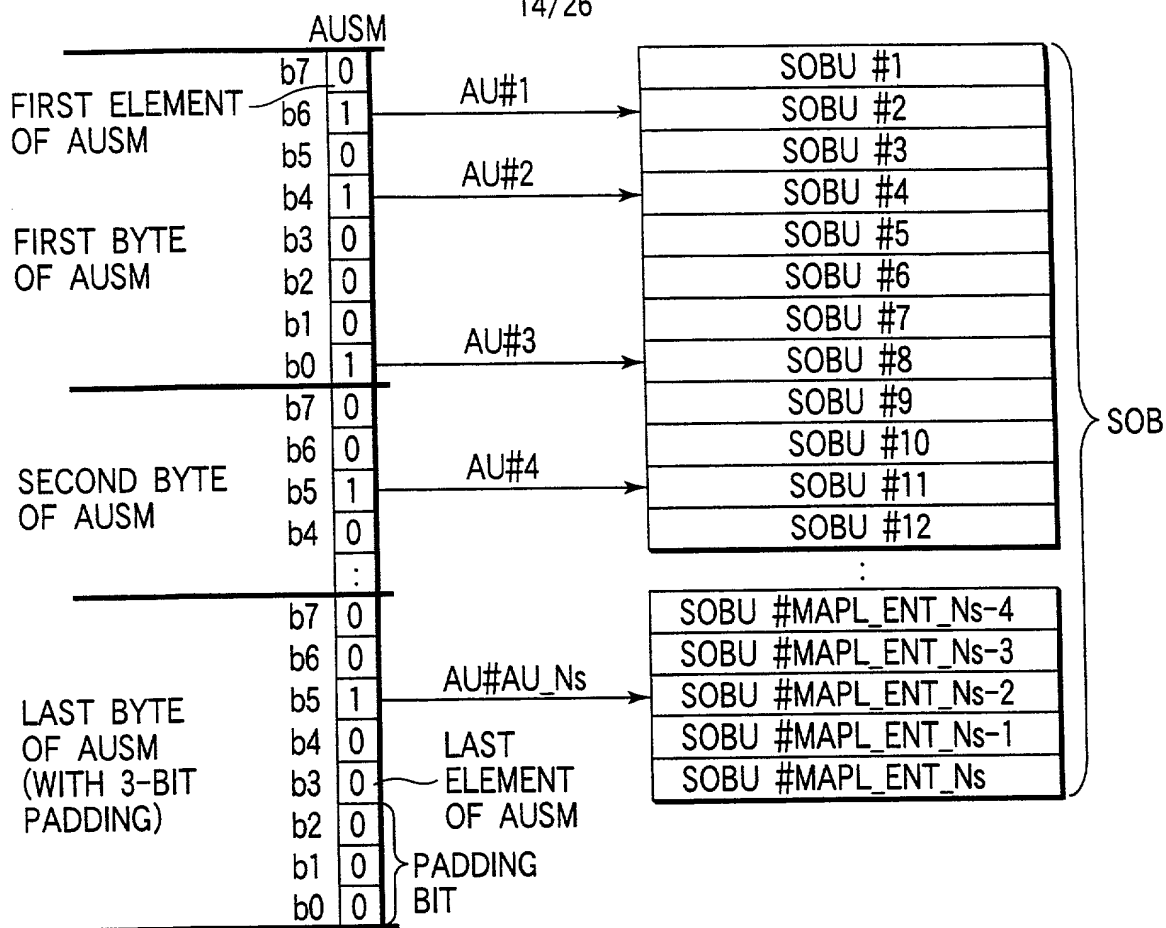 14/26
AUSM
b7 0 SOBU #1
FIRST ELEMENT OF AUSM b6 1 AU#1 SOBU #2
b5 0 SOBU #3
b4 1 AU#2 SOBU #4
FIRST BYTE OF AUSM b3 0 SOBU #5
b2 0 SOBU #6
b1 0 SOBU #7
b0 1 AU#3 SOBU #8
b7 0 SOBU #9
b6 0 SOBU #10
SECOND BYTE OF AUSM b5 1 AU#4 SOBU #11
b4 0 SOBU #12
: :
SOB
b7 0 SOBU #MAPL_ENT_Ns-4
b6 0 SOBU #MAPL_ENT_Ns-3
b5 1 AU#AU_Ns SOBU #MAPL_ENT_Ns-2
LAST BYTE OF AUSM (WITH 3-BIT PADDING) b4 0 SOBU #MAPL_ENT_Ns-1
b3 0 LAST ELEMENT OF AUSM SOBU #MAPL_ENT_Ns
b2 0
b1 0 PADDING BIT
b0 0